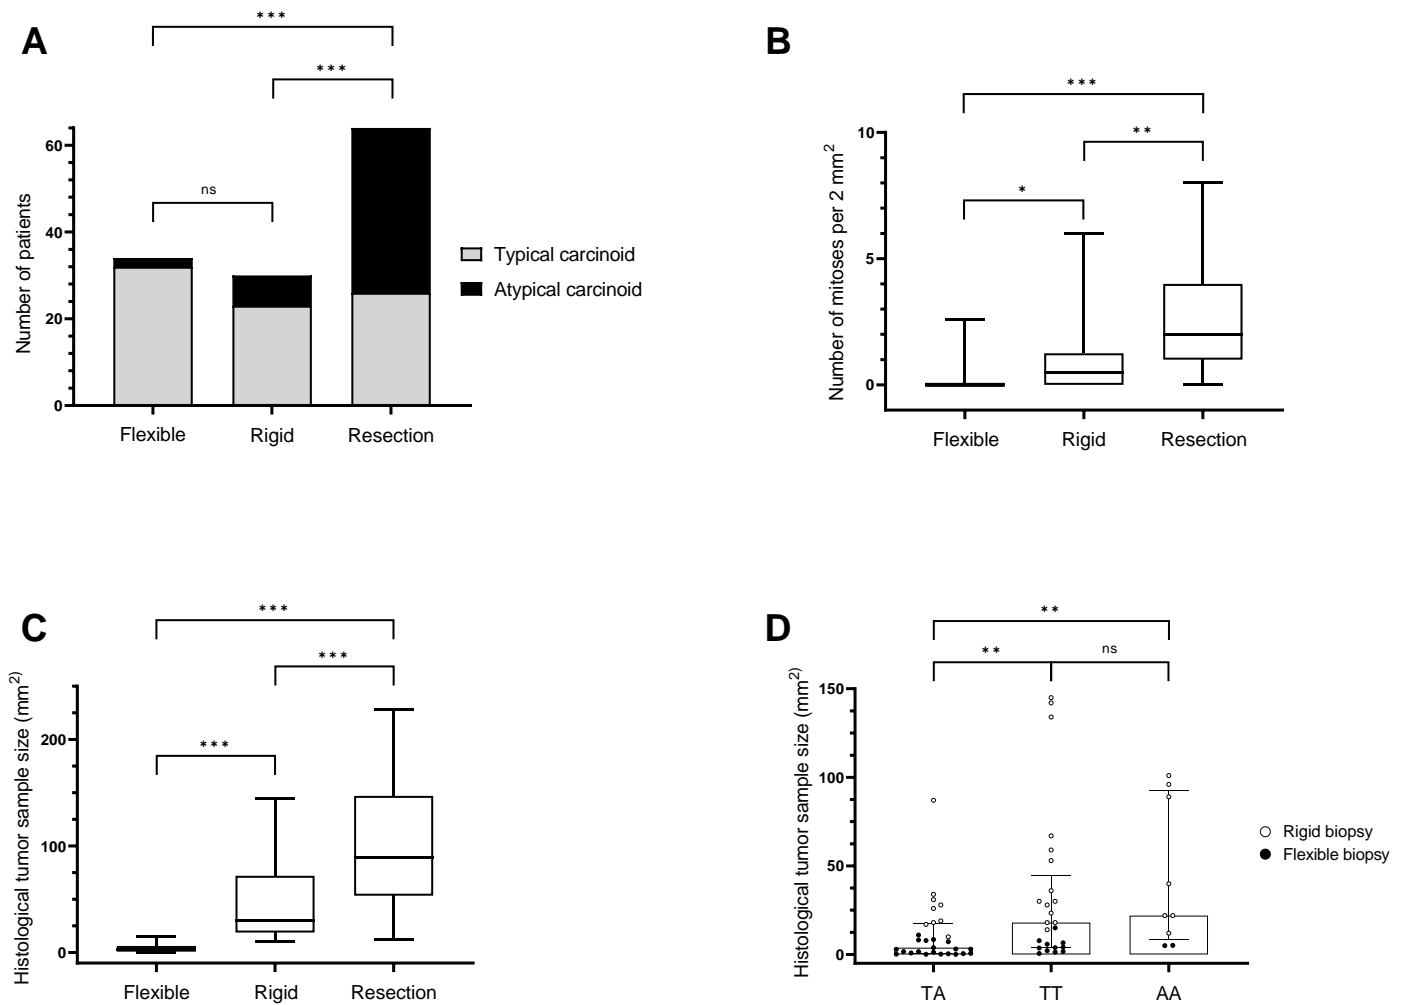 A
***
***
ns
Number of patients
60
40
20
0
Flexible
Rigid
Resection
Typical carcinoid
Atypical carcinoid
B
***
**
*
Number of mitoses per 2 mm²
10
5
0
Flexible
Rigid
Resection
C
***
***
***
Histological tumor sample size (mm²⁾
200
100
0
Flexible
Rigid
Resection
D
**
**
ns
Histological tumor sample size (mm²⁾
150
100
50
0
TA
TT
AA
Rigid biopsy
Flexible biopsy